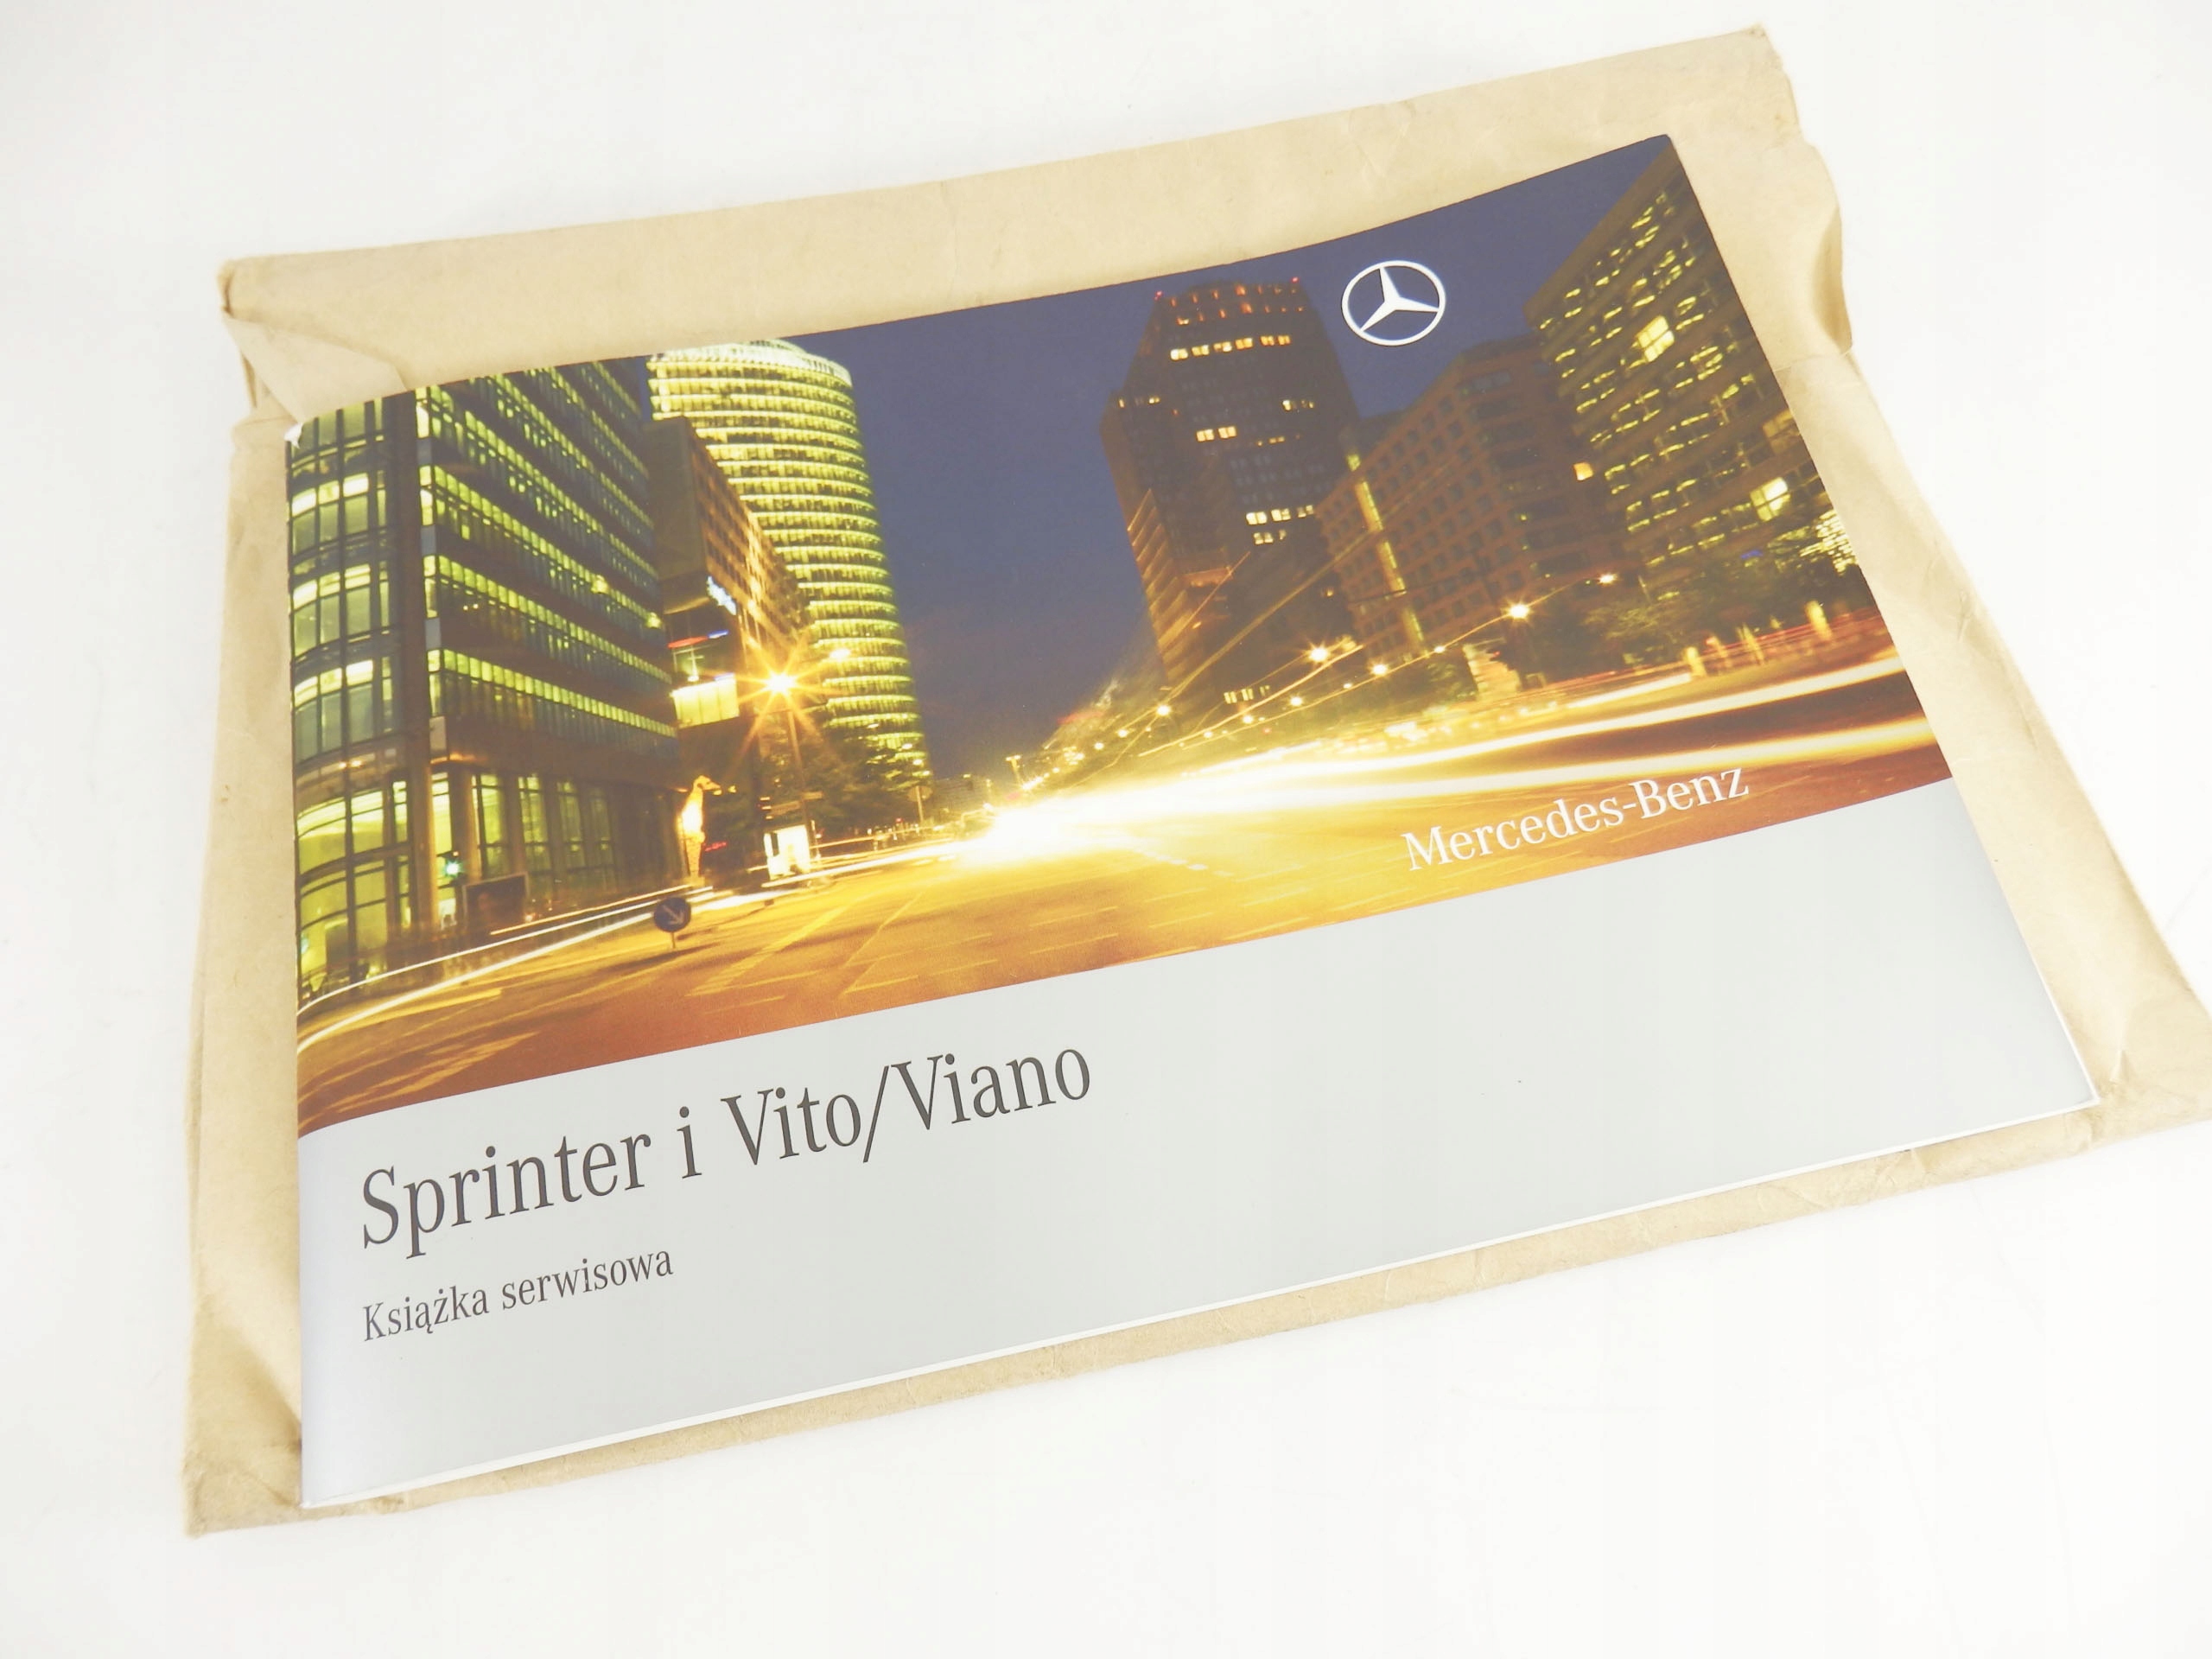 Mercedes-Benz
Sprinter i Vito/Viano
Książka serwisowa